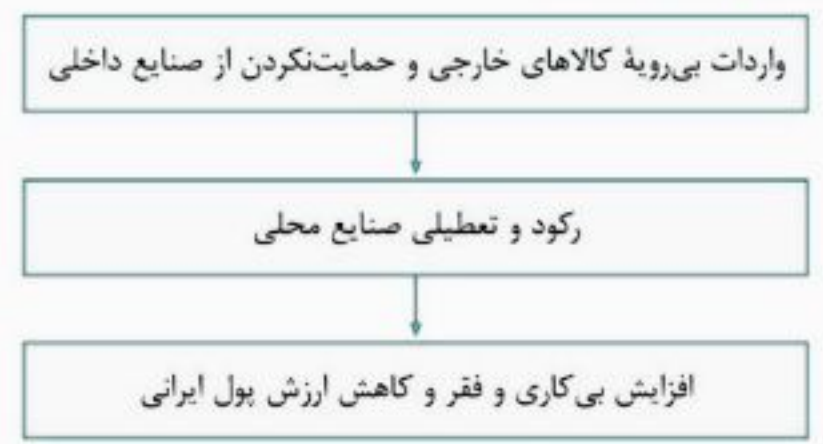 واردات بی‌رویهٔ کالاهای خارجی و حمایت‌نکردن از صنایع داخلی
رکود و تعطیلی صنایع محلی
افزایش بی‌کاری و فقر و کاهش ارزش پول ایرانی